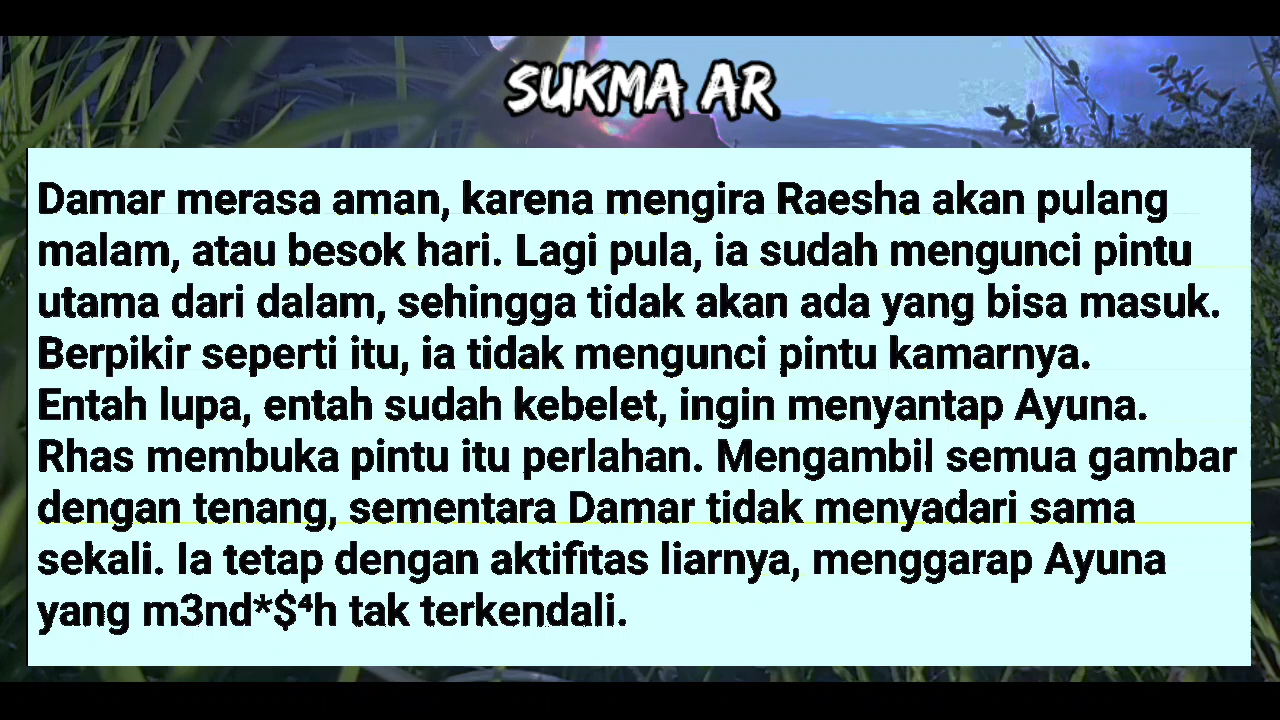 SUKMA AR
Damar merasa aman, karena mengira Raesha akan pulang
malam, atau besok hari. Lagi pula, ia sudah mengunci pintu
utama dari dalam, sehingga tidak akan ada yang bisa masuk.
Berpikir seperti itu, ia tidak mengunci pintu kamarnya.
Entah lupa, entah sudah kebelet, ingin menyantap Ayuna.
Rhas membuka pintu itu perlahan. Mengambil semua gambar
dengan tenang, sementara Damar tidak menyadari sama
sekali. Ia tetap dengan aktifitas liarnya, menggarap Ayuna
yang m3nd*$⁴h tak terkendali.